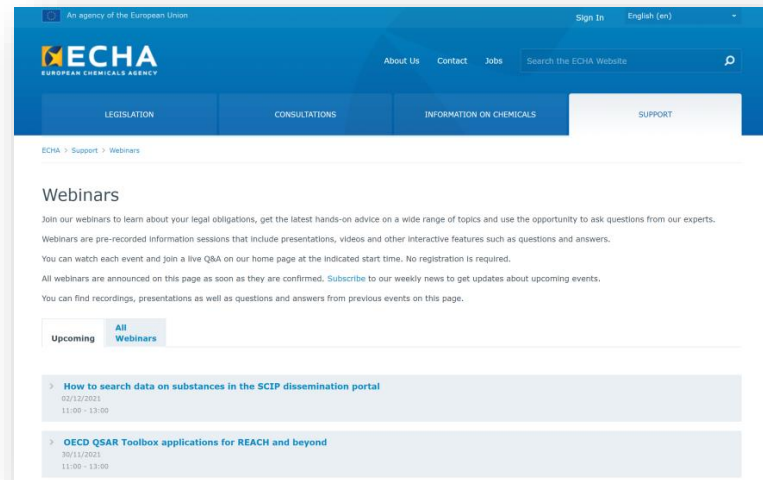 An agency of the European Union
Sign In English (en)
ECHA
EUROPEAN CHEMICALS AGENCY
About Us Contact Jobs Search the ECHA Website
LEGISLATION CONSULTATIONS INFORMATION ON CHEMICALS SUPPORT
ECHA > Support > Webinars
Webinars
Join our webinars to learn about your legal obligations, get the latest hands-on advice on a wide range of topics and use the opportunity to ask questions from our experts.
Webinars are pre-recorded information sessions that include presentations, videos and other interactive features such as questions and answers.
You can watch each event and join a live Q&A on our home page at the indicated start time. No registration is required.
All webinars are announced on this page as soon as they are confirmed. Subscribe to our weekly news to get updates about upcoming events.
You can find recordings, presentations as well as questions and answers from previous events on this page.
Upcoming
All
Webinars
> How to search data on substances in the SCIP dissemination portal
02/12/2021
11:00 - 13:00
> OECD QSAR Toolbox applications for REACH and beyond
30/11/2021
11:00 - 13:00